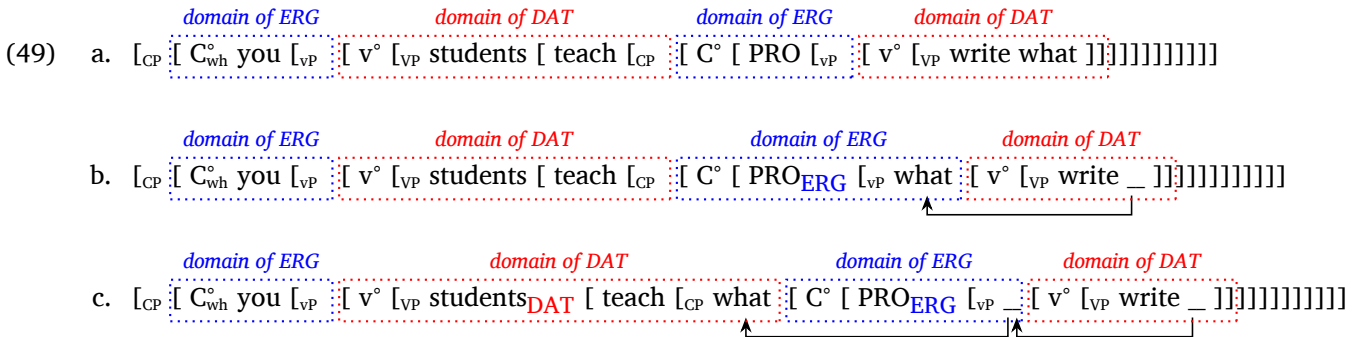 domain of ERG domain of DAT domain of ERG domain of DAT
(49) a. [CP [ C°wh you [vP [ v° [VP students [ teach [CP [ C° [ PRO [vP [ v° [VP write what ]]]]]]]]]]]]
domain of ERG domain of DAT domain of ERG domain of DAT
b. [CP [ C°wh you [vP [ v° [VP students [ teach [CP [ C° [ PROERG [vP what [ v° [VP write _ ]]]]]]]]]]]]]
domain of ERG domain of DAT domain of ERG domain of DAT
c. [CP [ C°wh you [vP [ v° [VP studentsDAT [ teach [CP what [ C° [ PROERG [vP _ [ v° [VP write _ ]]]]]]]]]]]]]